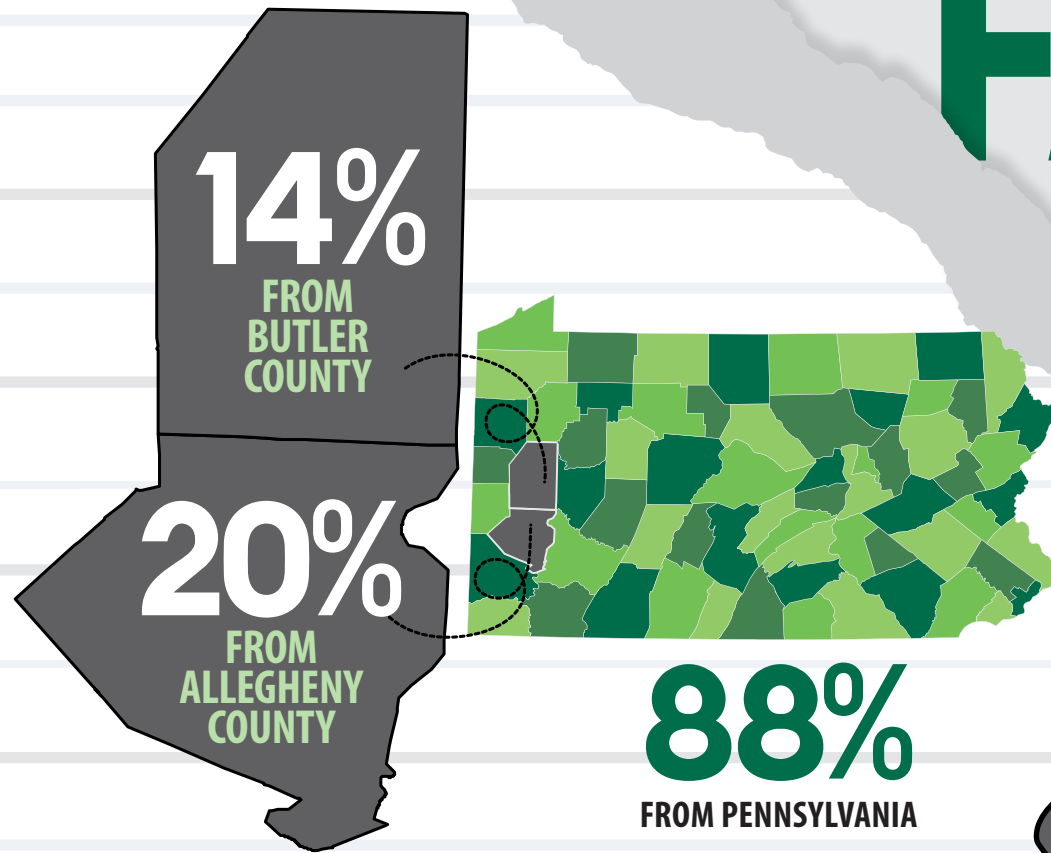 14%
FROM
BUTLER
COUNTY
20%
FROM
ALLEGHENY
COUNTY
88%
FROM PENNSYLVANIA